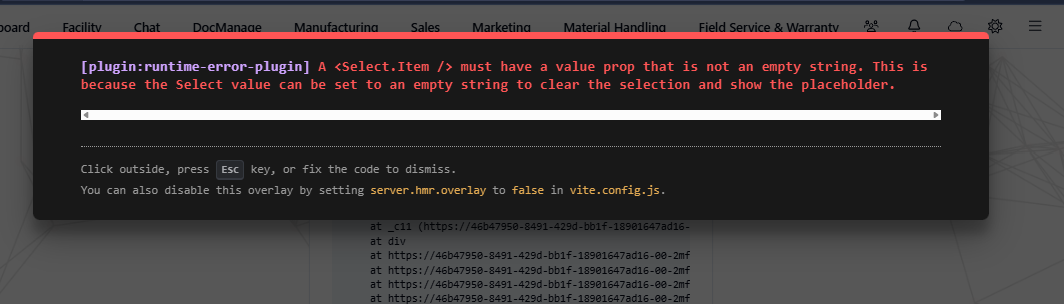 board Facility Chat DocManage Manufacturing Sales Marketing Material Handling Field Service & Warranty
[plugin:runtime-error-plugin] A <Select.Item /> must have a value prop that is not an empty string. This is
because the Select value can be set to an empty string to clear the selection and show the placeholder.
Click outside, press Esc key, or fix the code to dismiss.
You can also disable this overlay by setting server.hmr.overlay to false in vite.config.js.
at _c11 (https://46b47950-8491-429d-bb1f-18901647ad16-
at div
at https://46b47950-8491-429d-bb1f-18901647ad16-00-2mf
at https://46b47950-8491-429d-bb1f-18901647ad16-00-2mf
at https://46b47950-8491-429d-bb1f-18901647ad16-00-2mf
at https://46b47950-8491-429d-bb1f-18901647ad16-00-2mf